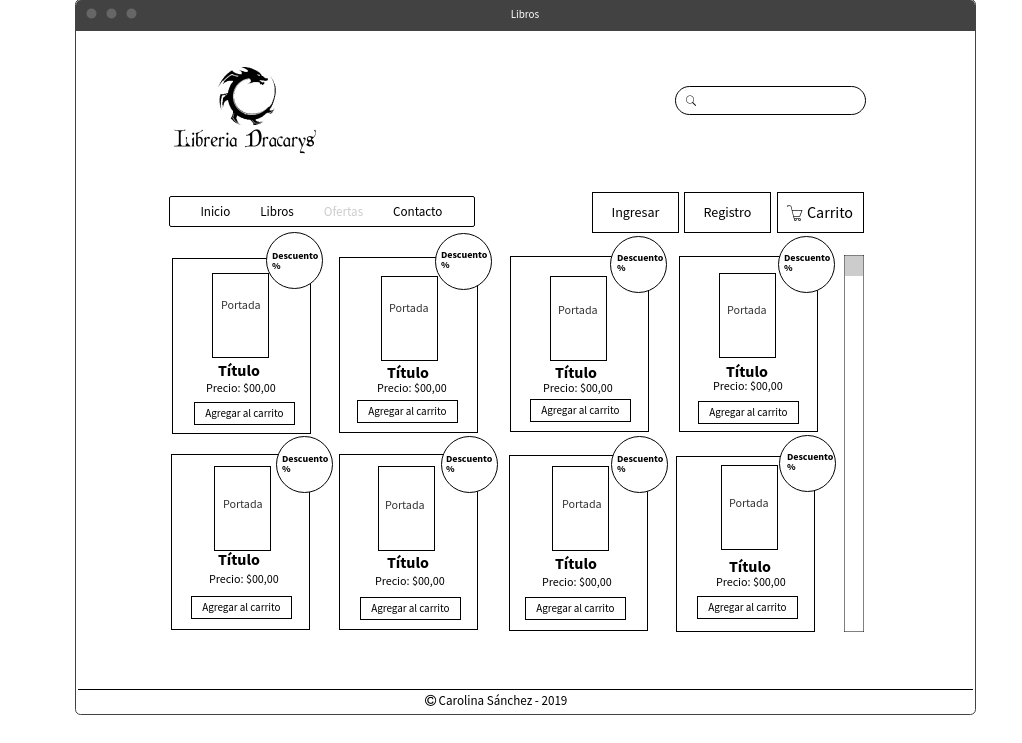 Libros
Libreria Dracarys
Inicio Libros Ofertas Contacto
Ingresar Registro Carrito
Descuento
%
Portada
Título
Precio: $00,00
Agregar al carrito
Descuento
%
Portada
Título
Precio: $00,00
Agregar al carrito
Descuento
%
Portada
Título
Precio: $00,00
Agregar al carrito
Descuento
%
Portada
Título
Precio: $00,00
Agregar al carrito
Descuento
%
Portada
Título
Precio: $00,00
Agregar al carrito
Descuento
%
Portada
Título
Precio: $00,00
Agregar al carrito
Descuento
%
Portada
Título
Precio: $00,00
Agregar al carrito
Descuento
%
Portada
Título
Precio: $00,00
Agregar al carrito
© Carolina Sánchez - 2019